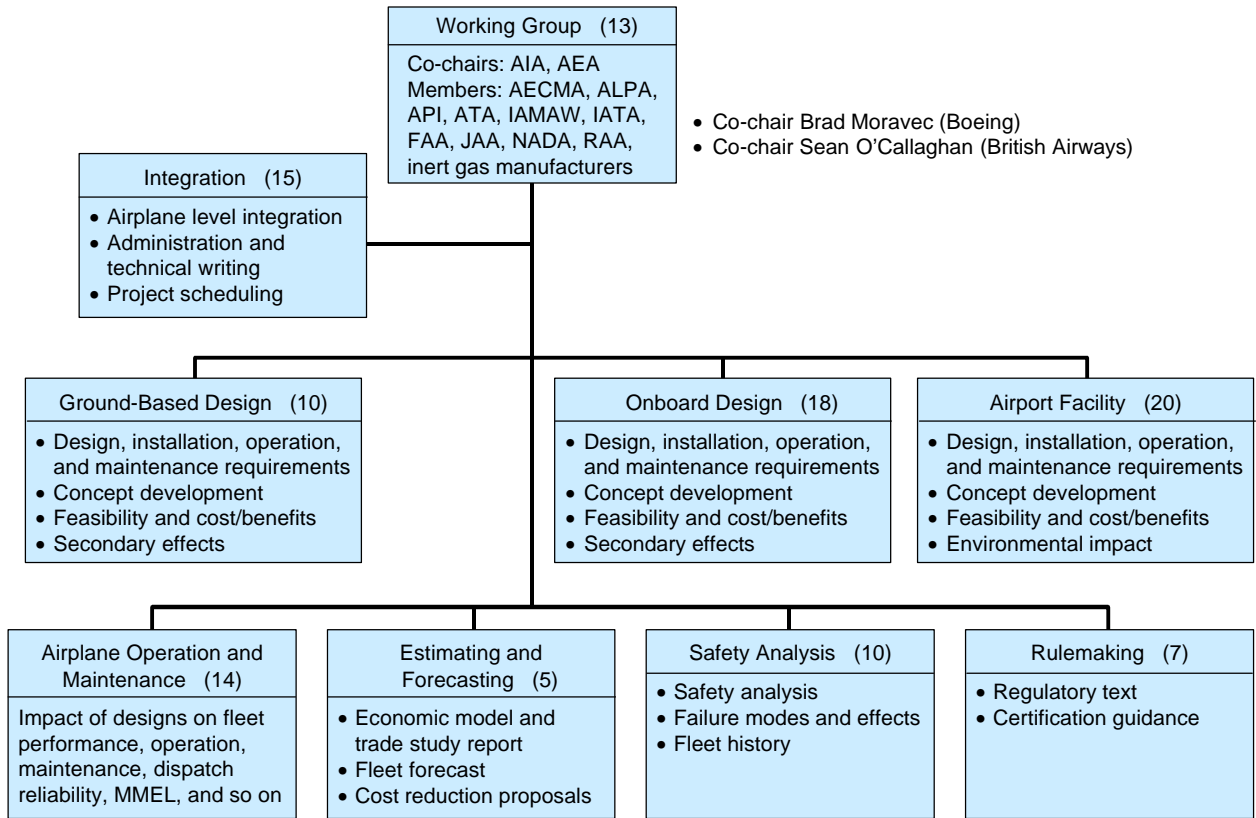 Working Group (13)
Co-chairs: AIA, AEA
Members: AECMA, ALPA,
API, ATA, IAMAW, IATA,
FAA, JAA, NADA, RAA,
inert gas manufacturers
• Co-chair Brad Moravec (Boeing)
• Co-chair Sean O'Callaghan (British Airways)
Integration (15)
• Airplane level integration
• Administration and
technical writing
• Project scheduling
Ground-Based Design (10)
• Design, installation, operation,
and maintenance requirements
• Concept development
• Feasibility and cost/benefits
• Secondary effects
Onboard Design (18)
• Design, installation, operation,
and maintenance requirements
• Concept development
• Feasibility and cost/benefits
• Secondary effects
Airport Facility (20)
• Design, installation, operation,
and maintenance requirements
• Concept development
• Feasibility and cost/benefits
• Environmental impact
Airplane Operation and
Maintenance (14)
Impact of designs on fleet
performance, operation,
maintenance, dispatch
reliability, MMEL, and so on
Estimating and
Forecasting (5)
• Economic model and
trade study report
• Fleet forecast
• Cost reduction proposals
Safety Analysis (10)
• Safety analysis
• Failure modes and effects
• Fleet history
Rulemaking (7)
• Regulatory text
• Certification guidance